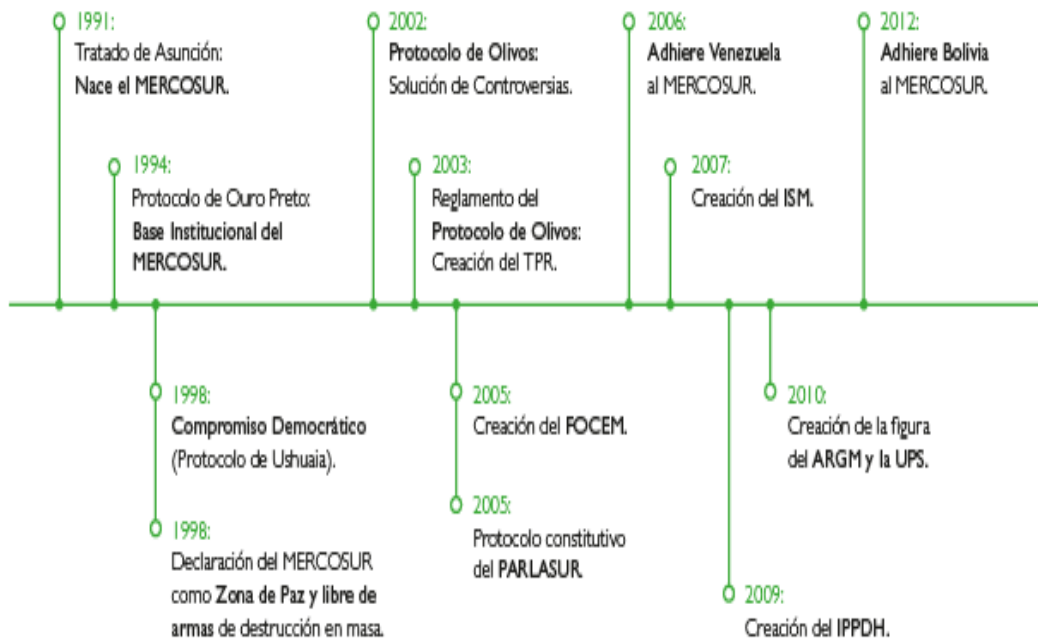 1991:
Tratado de Asunción:
Nace el MERCOSUR.
1994:
Protocolo de Ouro Preto:
Base Institucional del
MERCOSUR.
1998:
Compromiso Democrático
(Protocolo de Ushuaia).
1998:
Declaración del MERCOSUR
como Zona de Paz y libre de
armas de destrucción en masa.
2002:
Protocolo de Olivos:
Solución de Controversias.
2003:
Reglamento del
Protocolo de Olivos:
Creación del TPR.
2005:
Creación del FOCEM.
2005:
Protocolo constitutivo
del PARLASUR
2006:
Adhiere Venezuela
al MERCOSUR.
2007:
Creación del ISM.
2009:
Creación del IPPDH.
2010:
Creación de la figura
del ARGM y la UPS.
2012:
Adhiere Bolivia
al MERCOSUR.